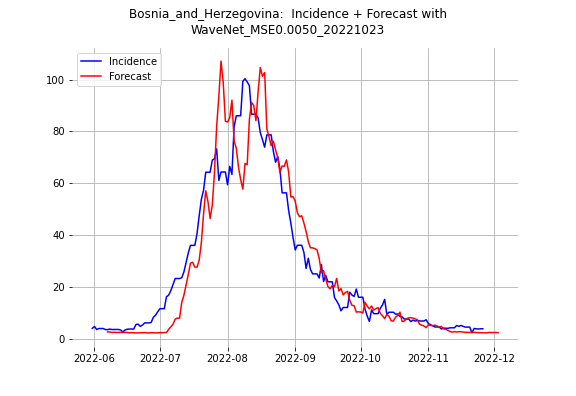 Bosnia_and_Herzegovina:  Incidence + Forecast with
WaveNet_MSE0.0050_20221023
Incidence
Forecast
100
80
60
40
20
0
2022-06 2022-07 2022-08 2022-09 2022-10 2022-11 2022-12